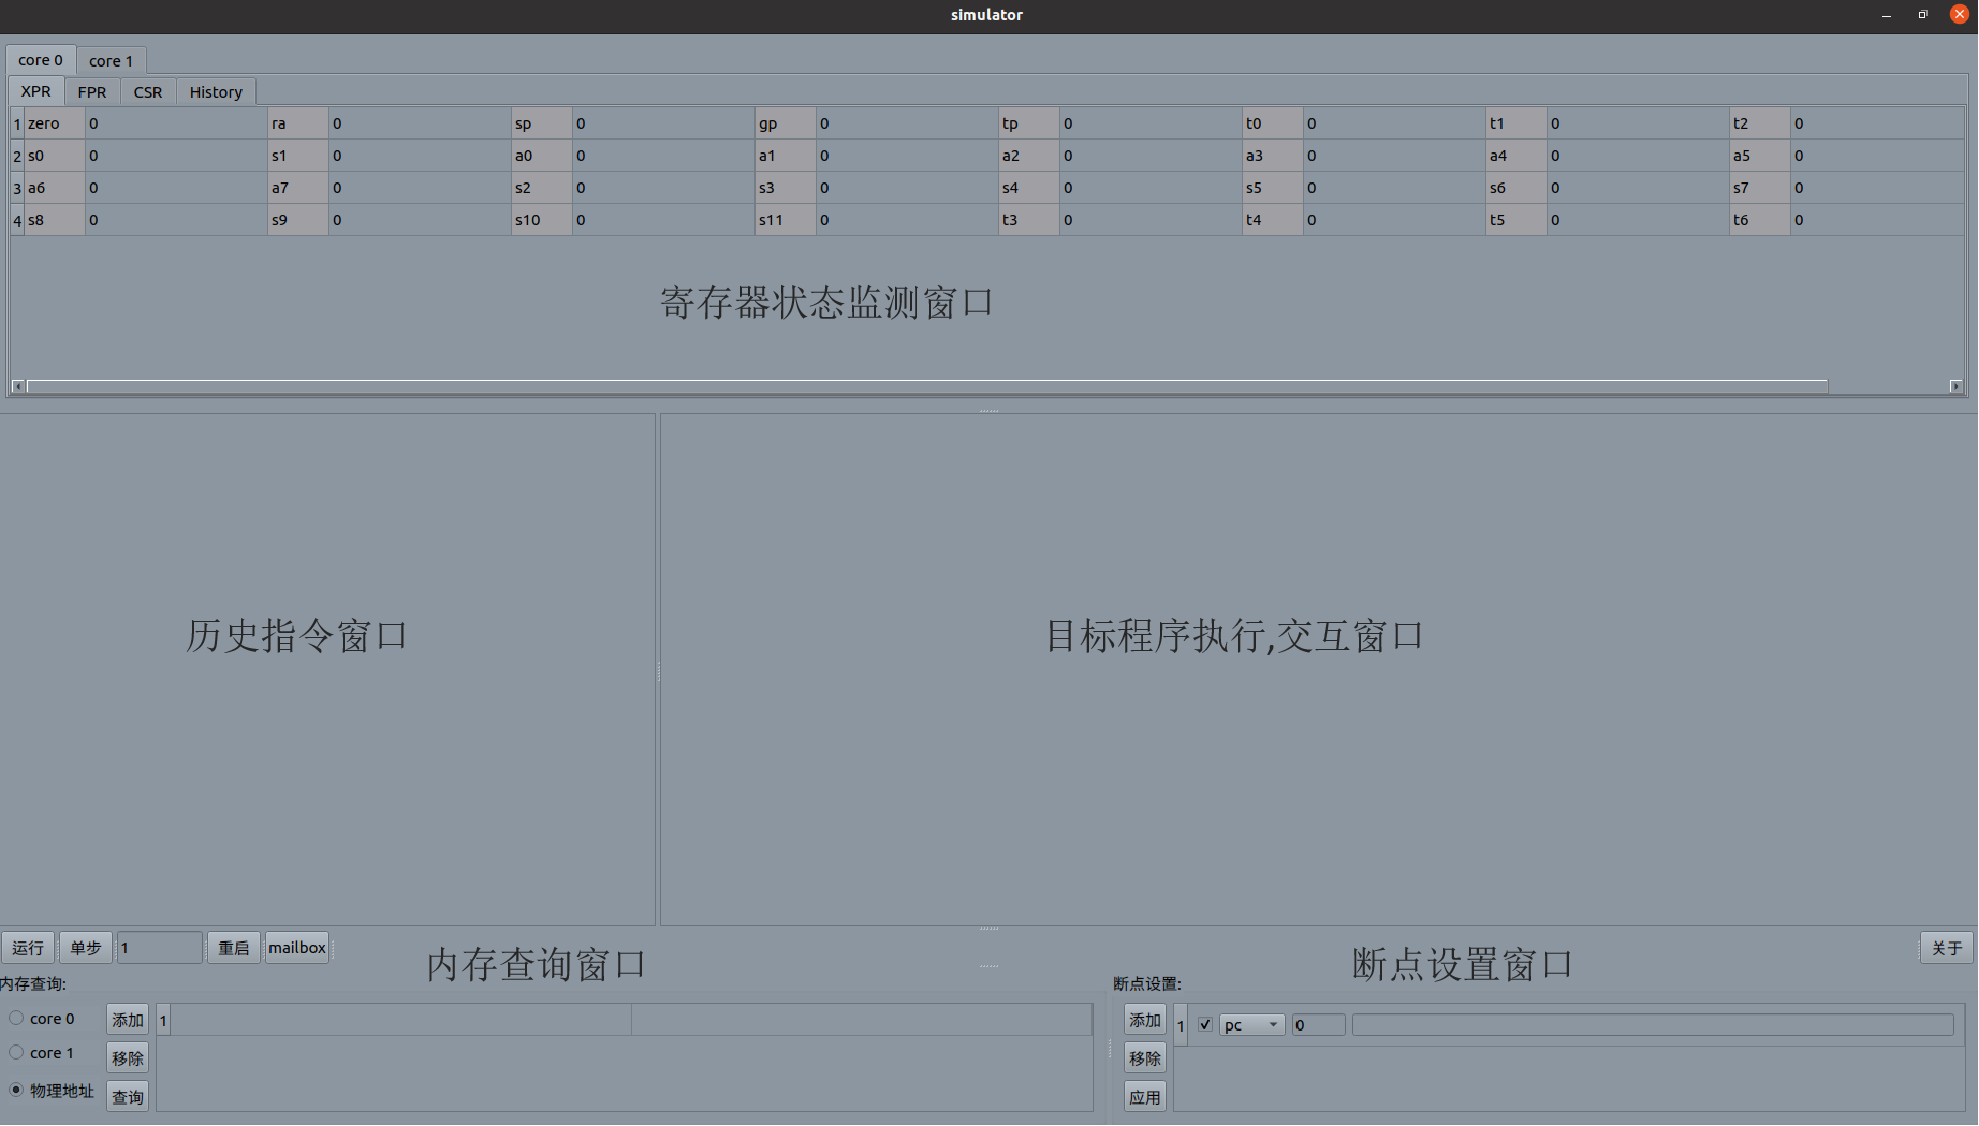 simulator
core 0 core 1
XPR FPR CSR History
1 zero 0 ra 0 sp 0 gp 0 tp 0 t0 0 t1 0 t2 0
2 s0 0 s1 0 a0 0 a1 0 a2 0 a3 0 a4 0 a5 0
3 a6 0 a7 0 s2 0 s3 0 s4 0 s5 0 s6 0 s7 0
4 s8 0 s9 0 s10 0 s11 0 t3 0 t4 0 t5 0 t6 0
寄存器状态监测窗口
历史指令窗口
目标程序执行,交互窗口
运行 单步 1 重启 mailbox
内存查询窗口
断点设置窗口
关于
内存查询:
core 0
core 1
物理地址
添加
移除
查询
1
断点设置:
添加
移除
应用
1 pc 0